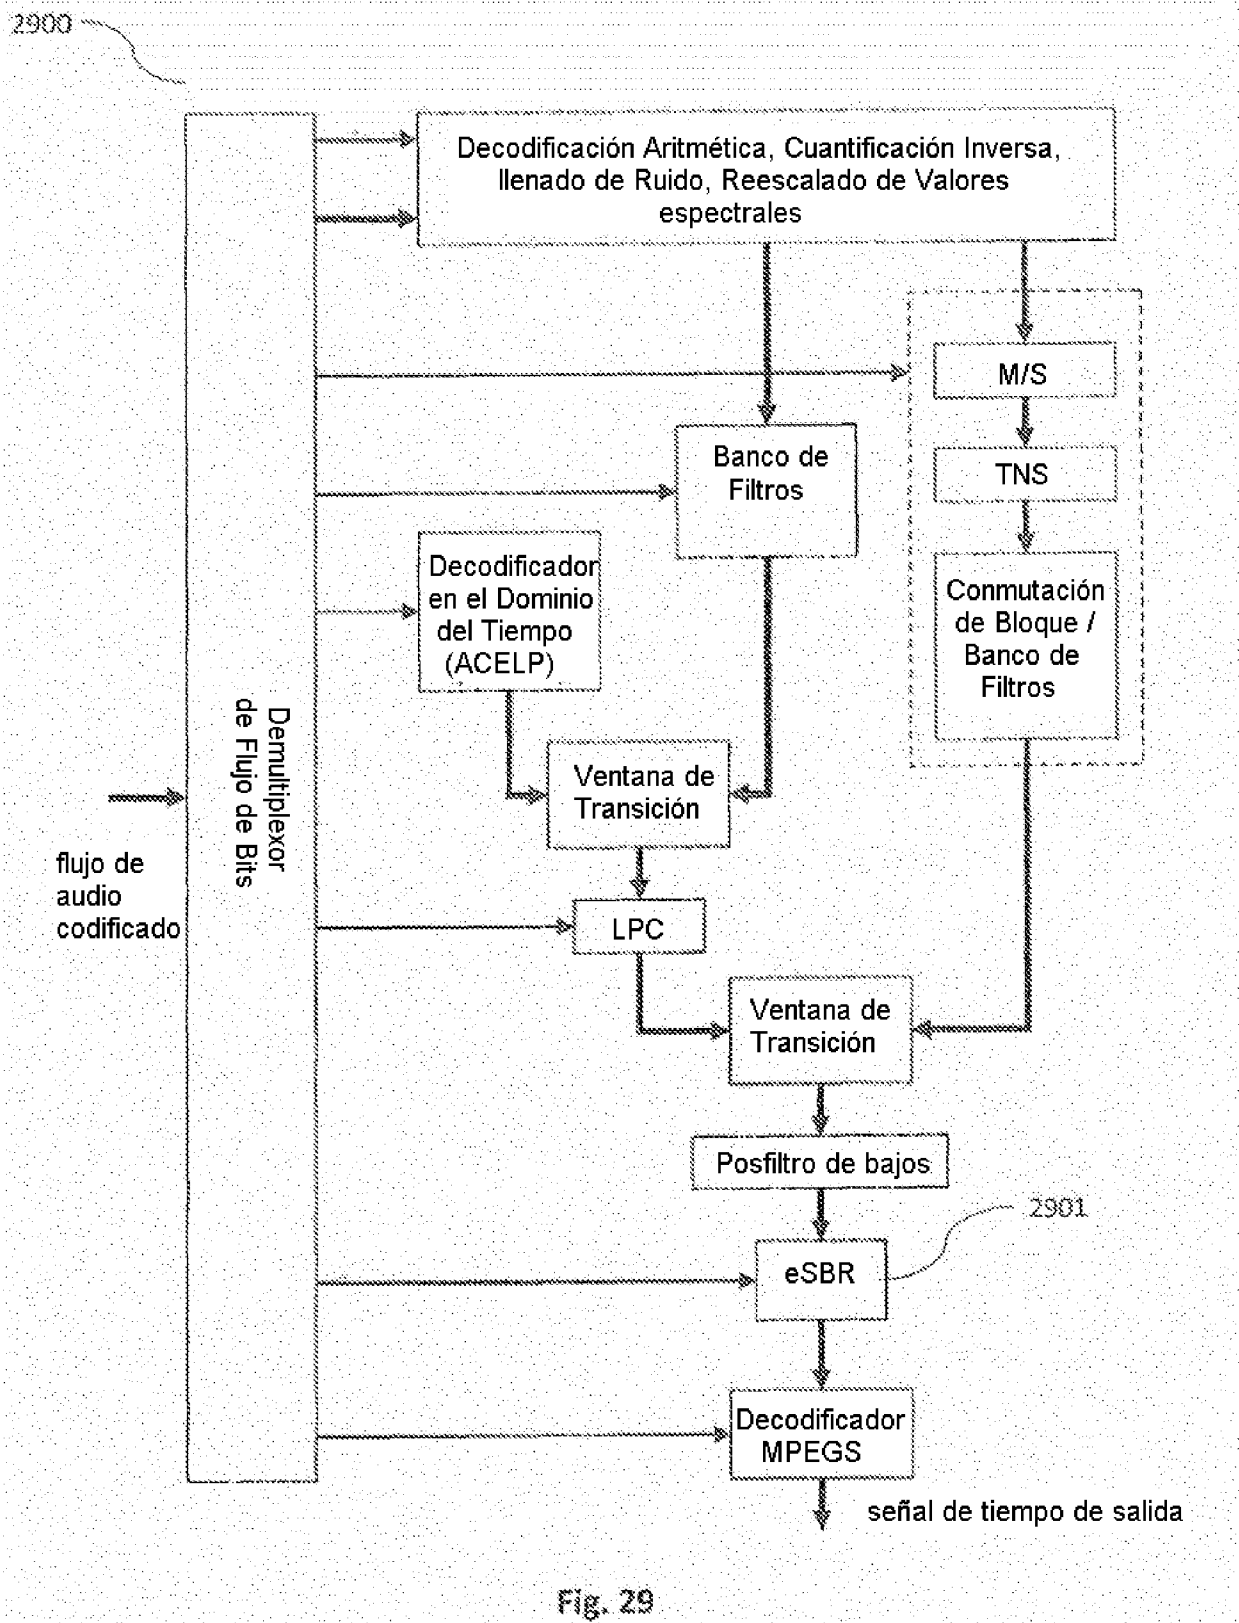 2900
Decodificación Aritmética, Cuantificación Inversa,
llenado de Ruido, Reescalado de Valores
espectrales
M/S
Banco de
Filtros
TNS
Decodificador
en el Dominio
del Tiempo
(ACELP)
Conmutación
de Bloque /
Banco de
Filtros
Demultiplexor
de Flujo de Bits
Ventana de
Transición
flujo de
audio
codificado
LPC
Ventana de
Transición
Posfiltro de bajos
2901
eSBR
Decodificador
MPEGS
señal de tiempo de salida
Fig. 29